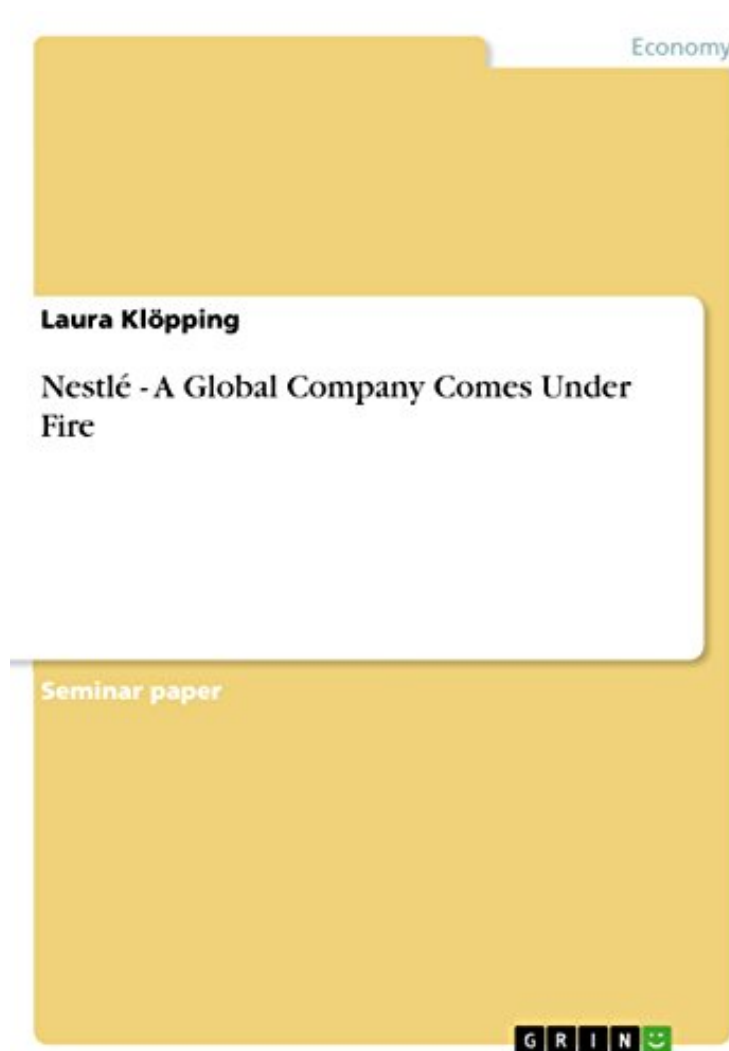 Economy
Laura Klöpping
Nestlé - A Global Company Comes Under
Fire
Seminar paper
GRIN